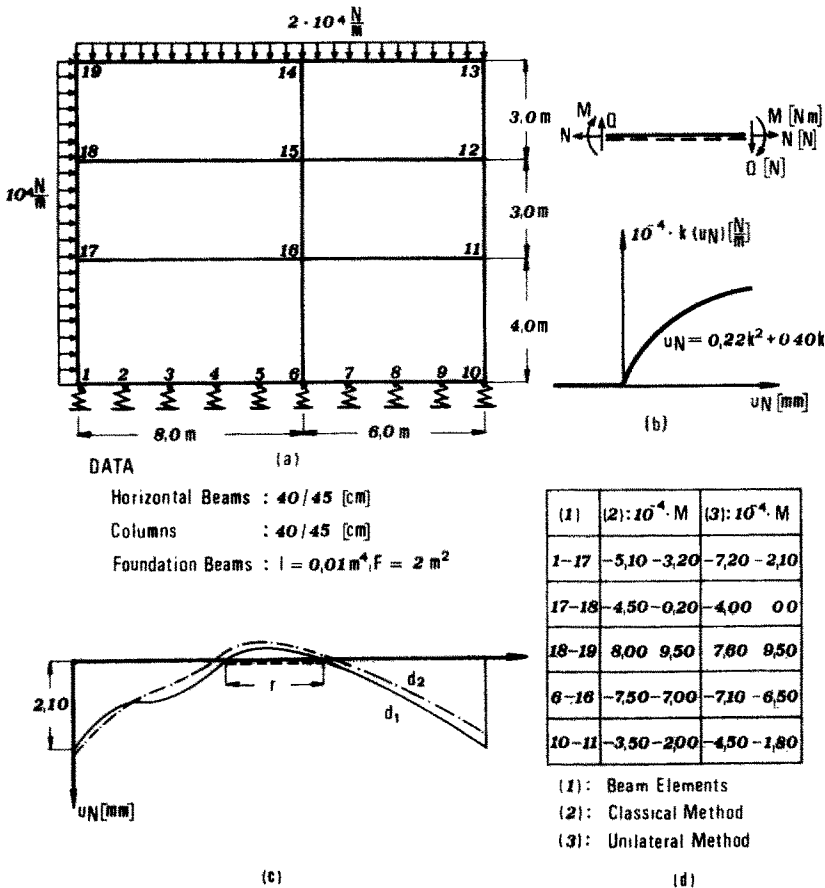 2 · 10⁴ N/m
19 14 13
3,0 m
18 15 12
10⁴ N/m
3,0 m
17 16 11
4,0 m
1 2 3 4 5 6 7 8 9 10
8,0 m 6,0 m
(a)
M Q M [Nm]
N N [N]
Q [N]
10⁻⁴ · k (uN) [N/m]
uN = 0,22k² + 0 40k
uN [mm]
(b)
DATA
Horizontal Beams : 40/45 [cm]
Columns : 40/45 [cm]
Foundation Beams : I = 0,01 m⁴, F = 2 m²
2,10
r
d₂
d₁
uN [mm]
(c)
(1) (2): 10⁻⁴ · M (3): 10⁻⁴ · M
1-17 -5,10 -3,20 -7,20 -2,10
17-18 -4,50 -0,20 -4,00 0 0
18-19 8,00 9,50 7,60 9,50
6-16 -7,50 -7,00 -7,10 -6,50
10-11 -3,50 -2,00 -4,50 -1,80
(1): Beam Elements
(2): Classical Method
(3): Unilateral Method
(d)